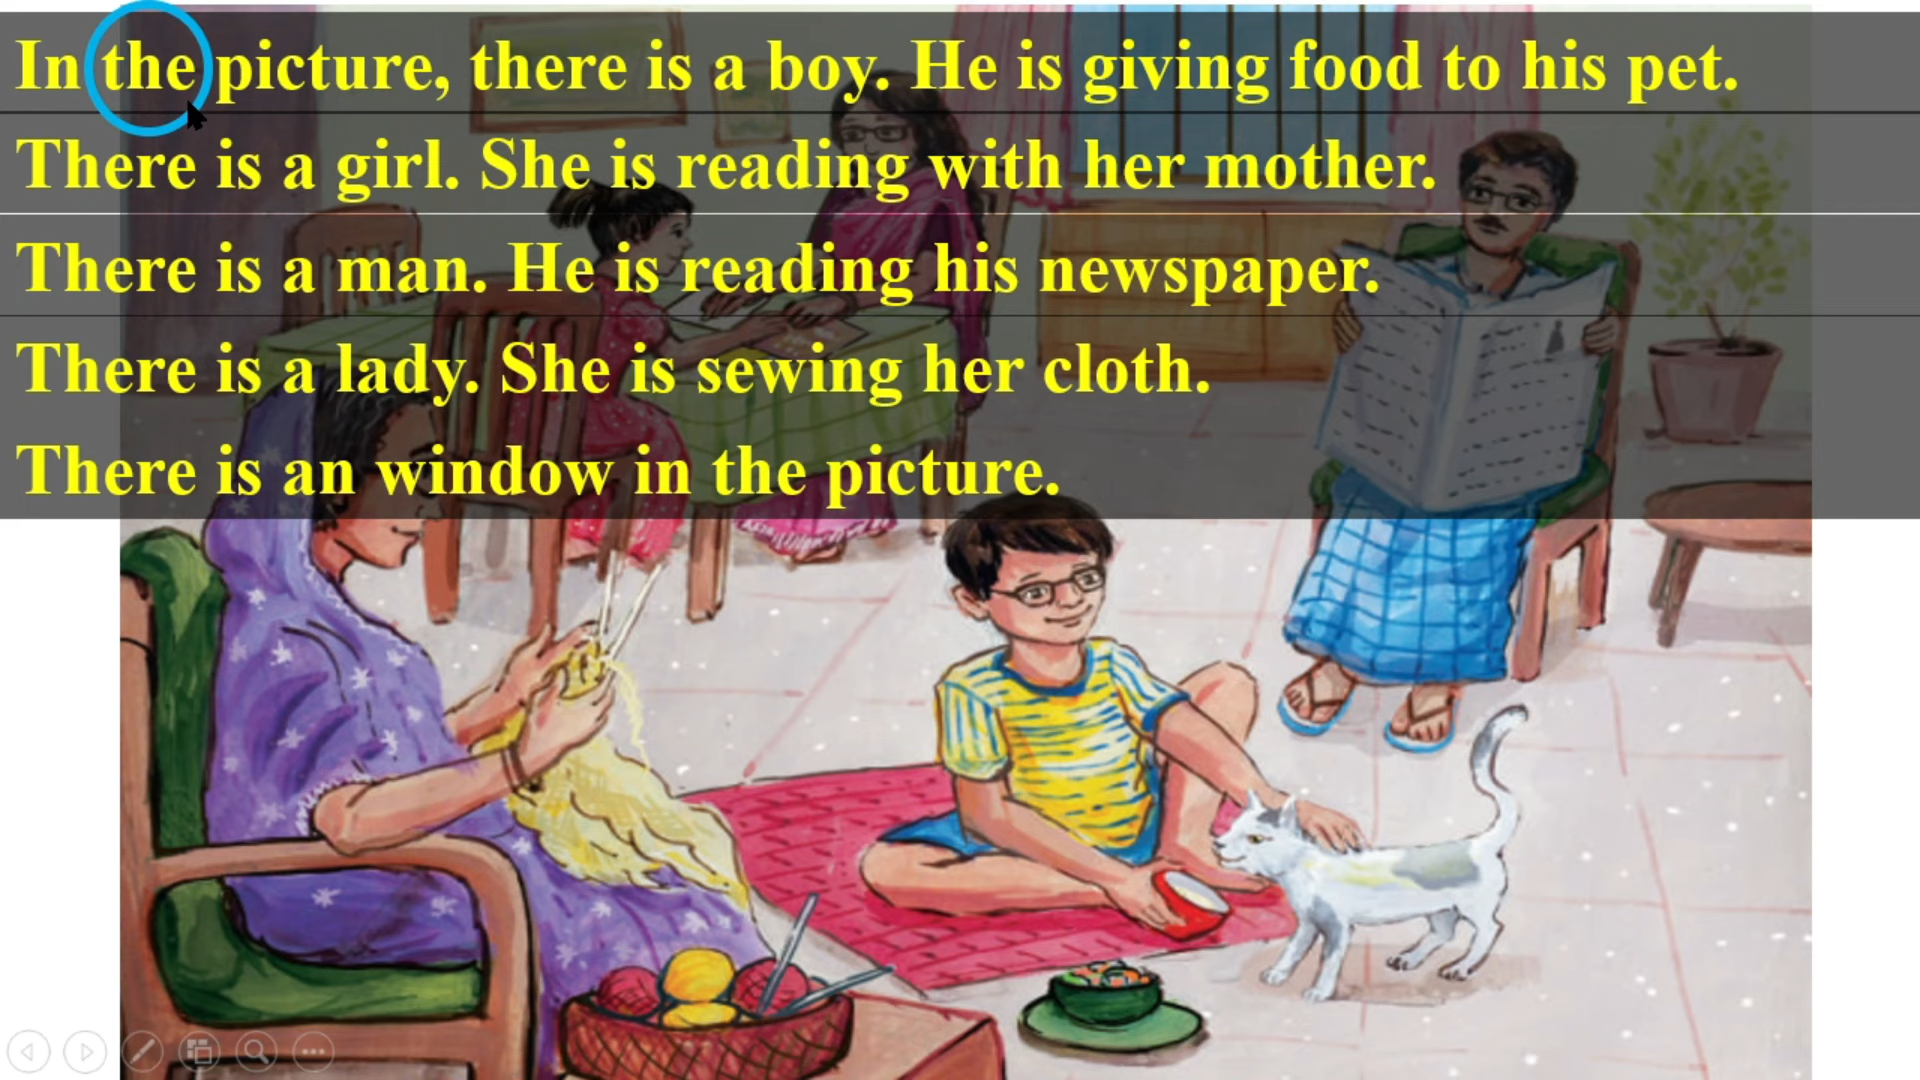 In the picture, there is a boy. He is giving food to his pet.
There is a girl. She is reading with her mother.
There is a man. He is reading his newspaper.
There is a lady. She is sewing her cloth.
There is an window in the picture.